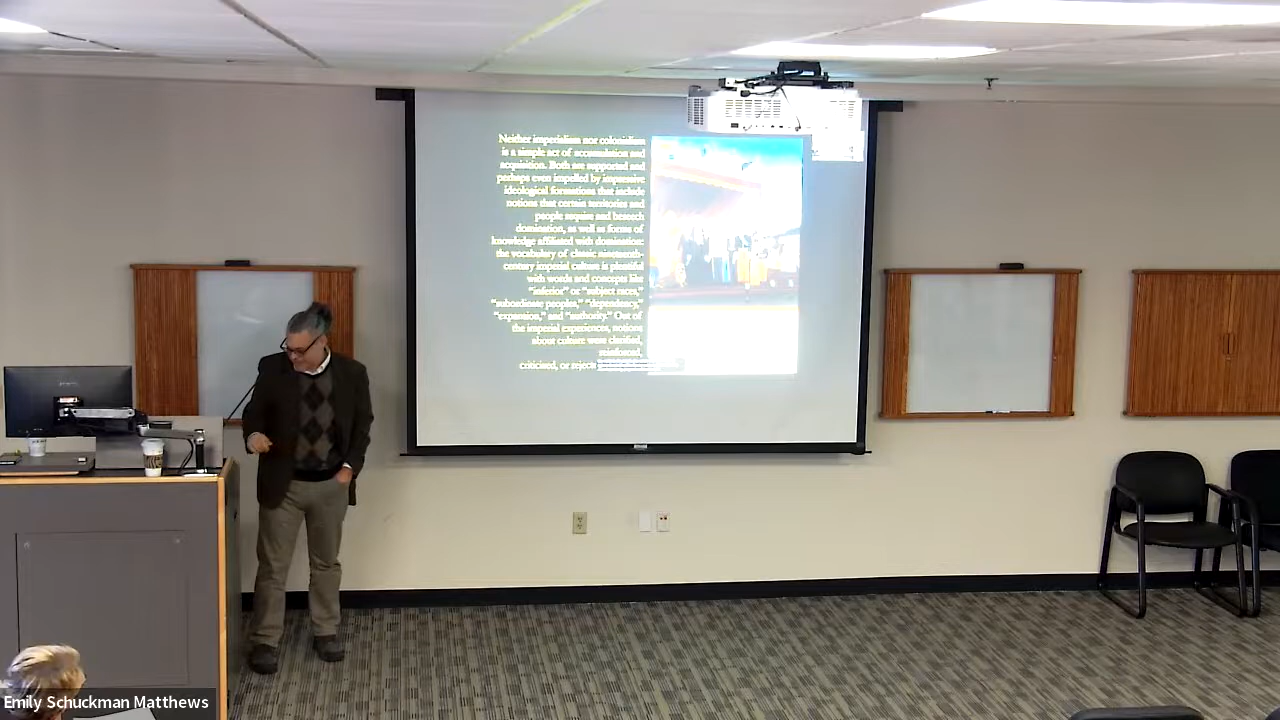 Neither imperialism nor colonialism
is a simple act of accumulation and
acquisition. Both are supported and
perhaps even impelled by impressive
ideological formations that include
notions that certain territories and
people require and beseech
domination, as well as forms of
knowledge affiliated with domination:
the vocabulary of classic nineteenth-
century imperial culture is plentiful
with words and concepts like
"inferior" or "subject races,"
"subordinate peoples," "dependency,"
"expansion," and "authority." Out of
the imperial experiences, notions
about culture were clarified,
reinforced,
criticized, or reject
Emily Schuckman Matthews